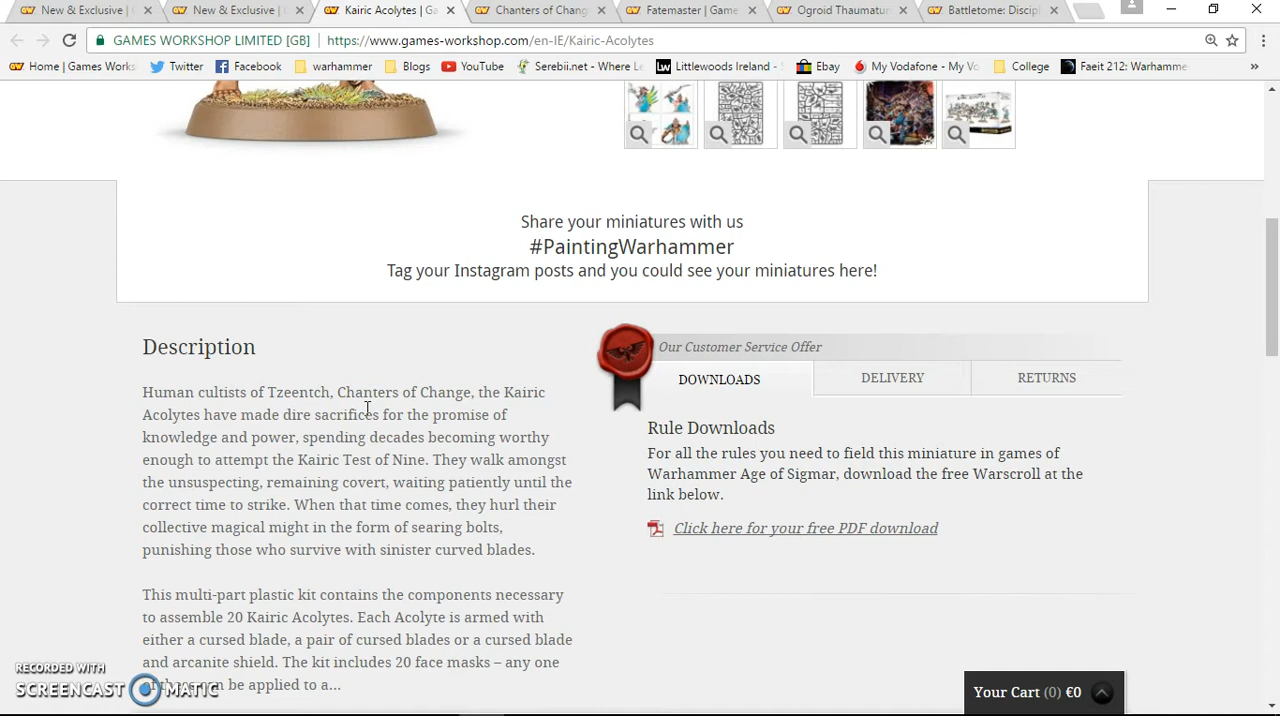 New & Exclusive |
New & Exclusive |
Kairic Acolytes | Ga
Chanters of Chang
Fatemaster | Game
Ogroid Thaumatur
Battletome: Discipl
GAMES WORKSHOP LIMITED [GB]
https://www.games-workshop.com/en-IE/Kairic-Acolytes
Home | Games Works
Twitter
Facebook
warhammer
Blogs
YouTube
Serebii.net - Where L
Littlewoods Ireland -
Ebay
My Vodafone - My Vo
College
Faeit 212: Warhamme
»
Share your miniatures with us
#PaintingWarhammer
Tag your Instagram posts and you could see your miniatures here!
Description
Human cultists of Tzeentch, Chanters of Change, the Kairic
Acolytes have made dire sacrifices for the promise of
knowledge and power, spending decades becoming worthy
enough to attempt the Kairic Test of Nine. They walk amongst
the unsuspecting, remaining covert, waiting patiently until the
correct time to strike. When that time comes, they hurl their
collective magical might in the form of searing bolts,
punishing those who survive with sinister curved blades.
This multi-part plastic kit contains the components necessary
to assemble 20 Kairic Acolytes. Each Acolyte is armed with
either a cursed blade, a pair of cursed blades or a cursed blade
and arcanite shield. The kit includes 20 face masks – any one
can be applied to a...
Our Customer Service Offer
DOWNLOADS
DELIVERY
RETURNS
Rule Downloads
For all the rules you need to field this miniature in games of
Warhammer Age of Sigmar, download the free Warscroll at the
link below.
Click here for your free PDF download
RECORDED WITH
SCREENCAST MATIC
Your Cart (0) €0